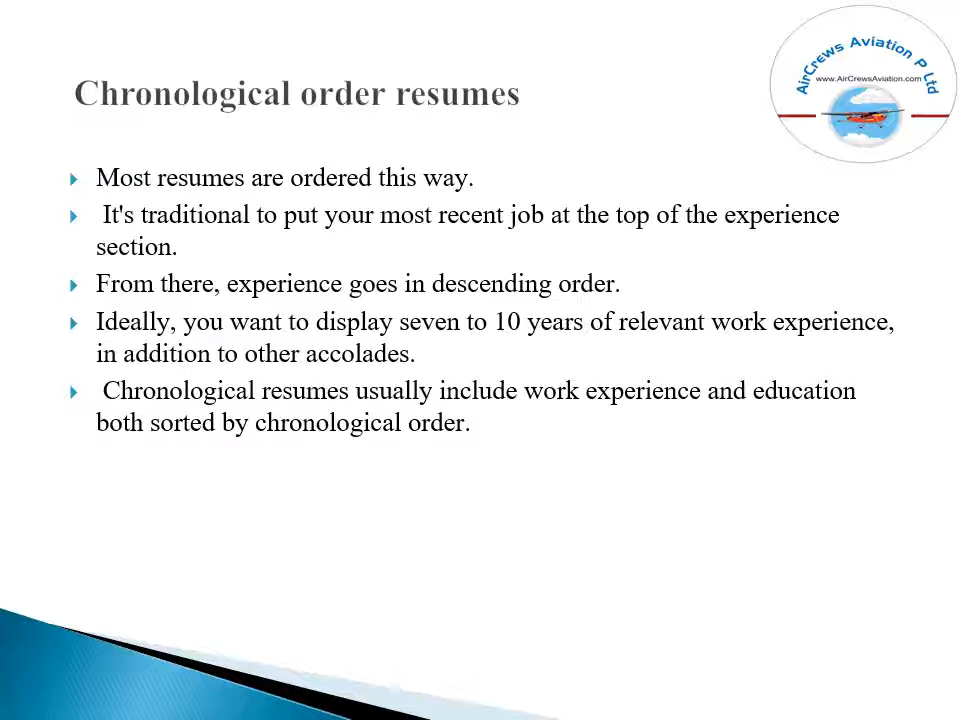 AirCrews Aviation P Ltd
www.AirCrewsAviation.com
Chronological order resumes
Most resumes are ordered this way.
It's traditional to put your most recent job at the top of the experience
section.
From there, experience goes in descending order.
Ideally, you want to display seven to 10 years of relevant work experience,
in addition to other accolades.
Chronological resumes usually include work experience and education
both sorted by chronological order.